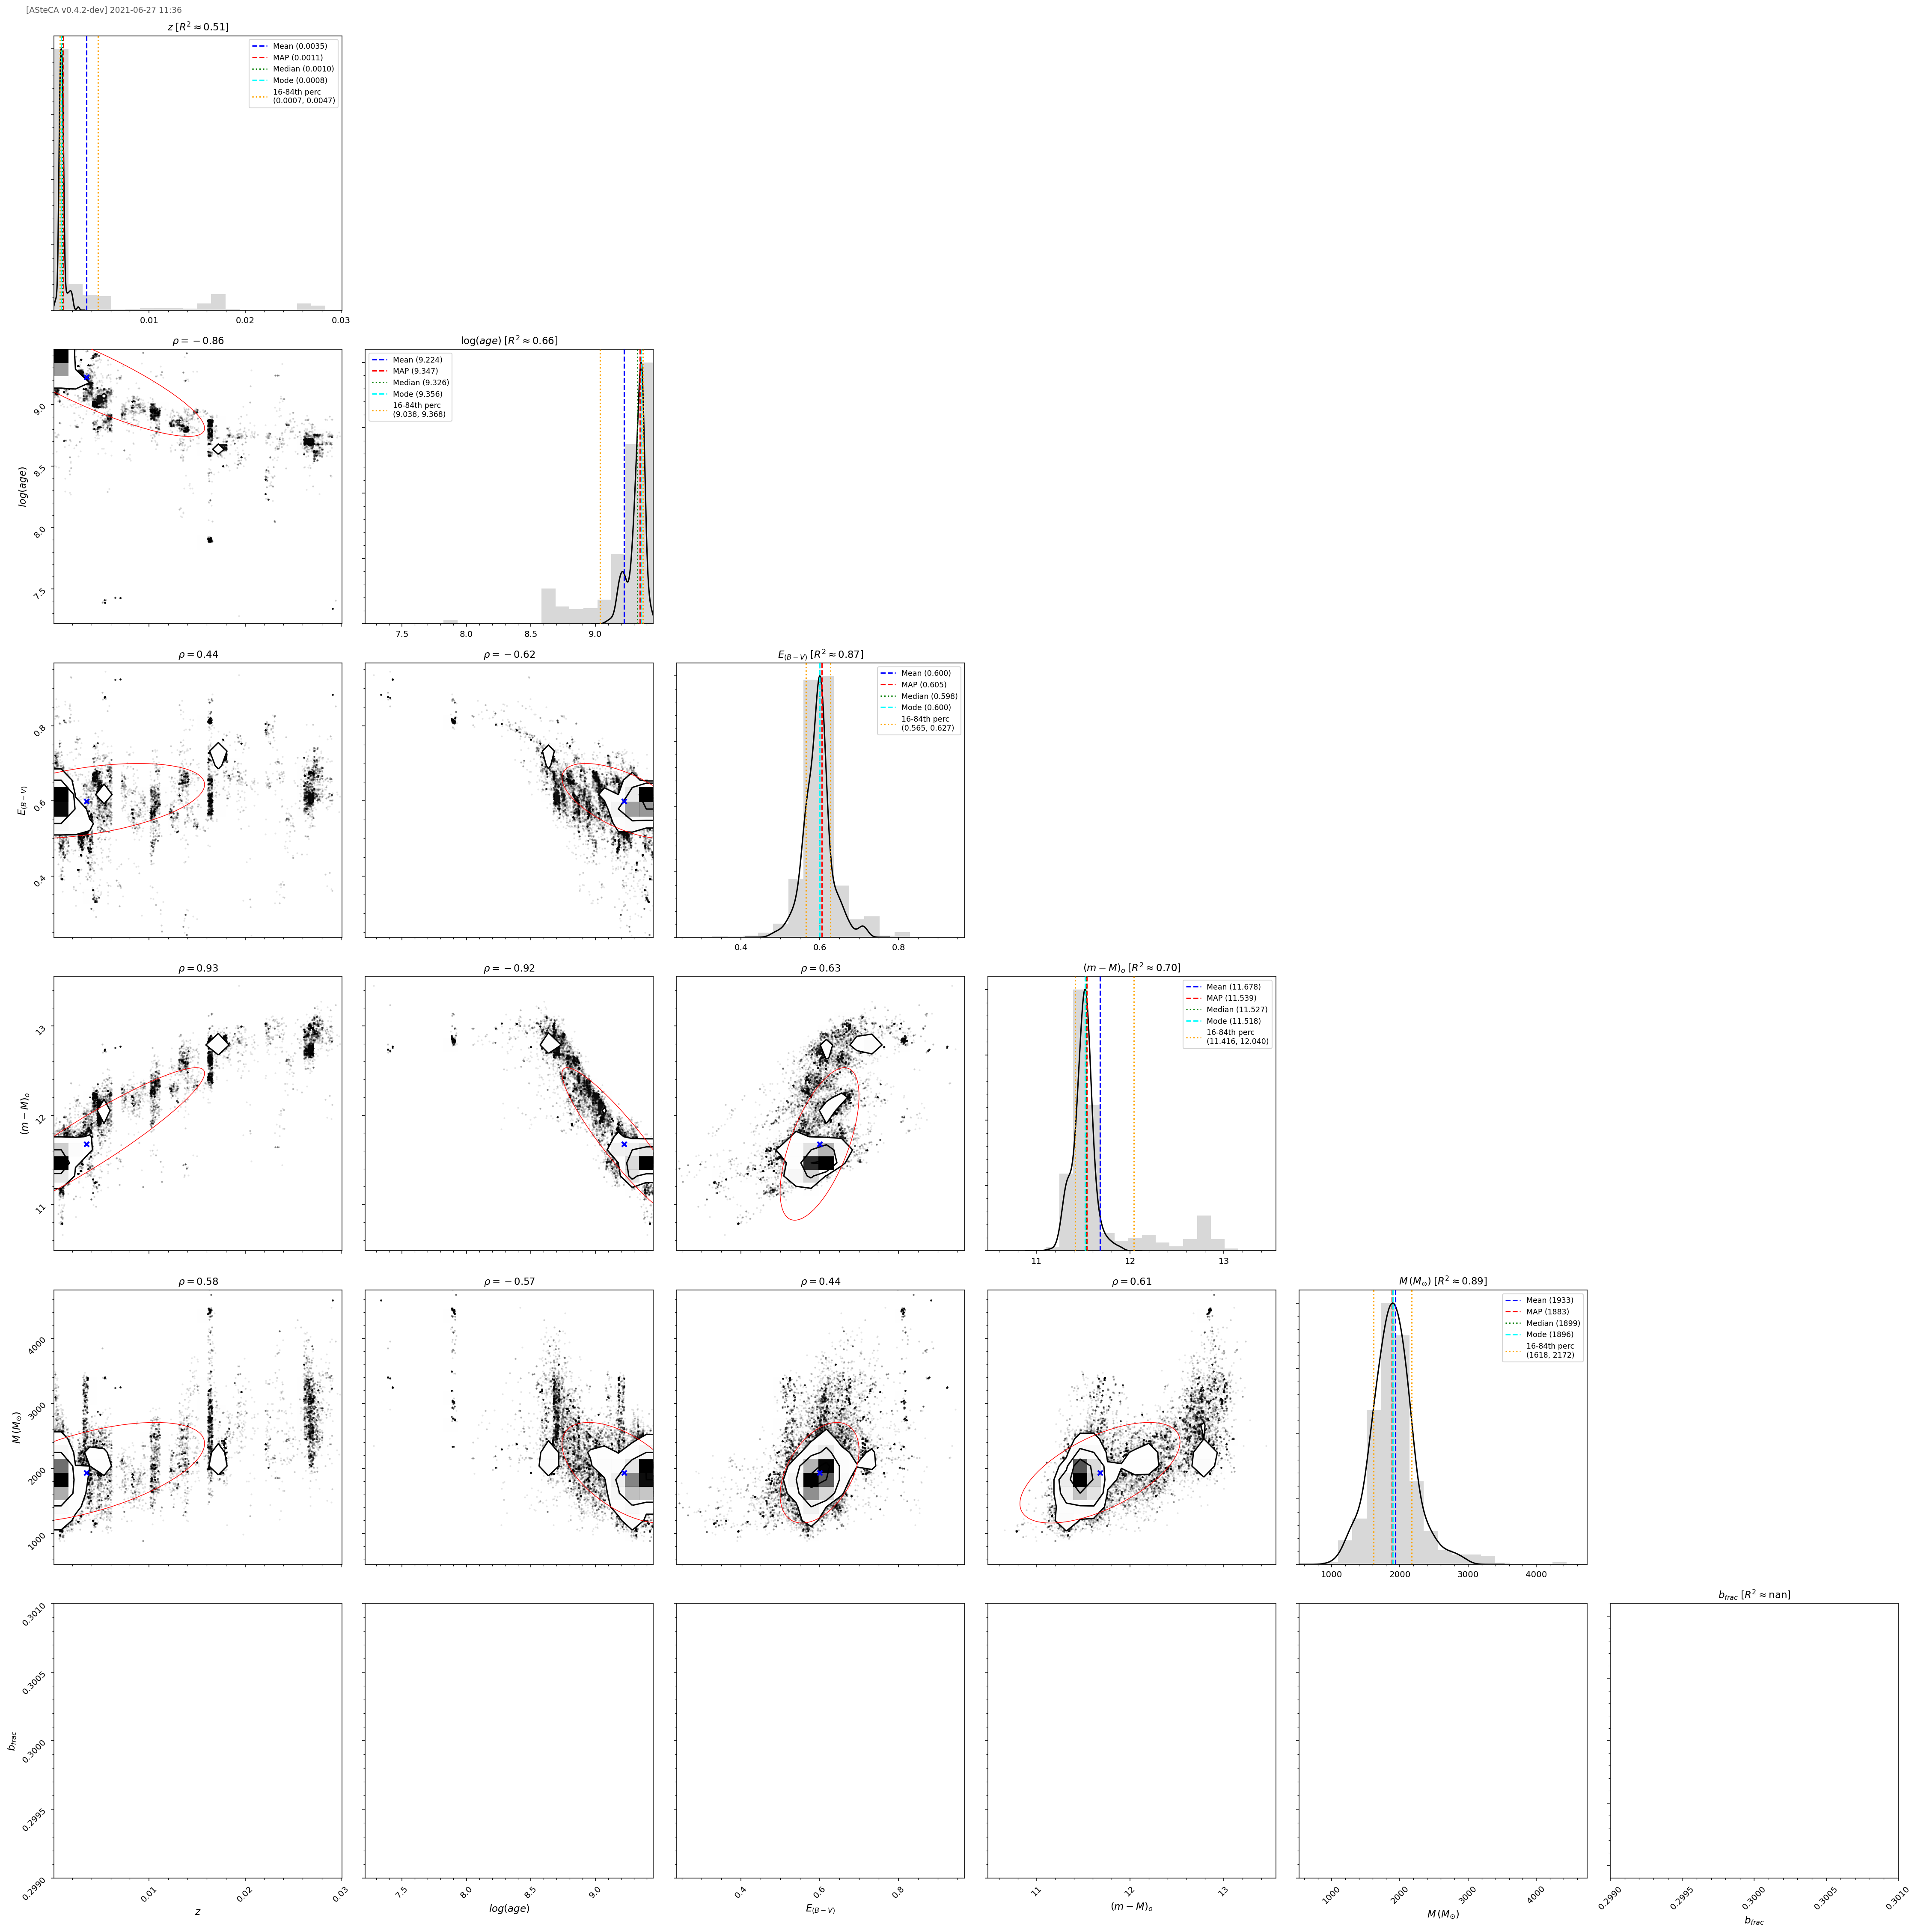 [ASteCA v0.4.2-dev] 2021-06-27 11:36
z [R² ≈ 0.51]
Mean (0.0035)
MAP (0.0011)
Median (0.0010)
Mode (0.0008)
16-84th perc
(0.0007, 0.0047)
0.01 0.02 0.03
ρ = −0.86
log(age) [R² ≈ 0.66]
Mean (9.224)
MAP (9.347)
Median (9.326)
Mode (9.356)
16-84th perc
(9.038, 9.368)
log(age)
9.0
8.5
8.0
7.5
7.5 8.0 8.5 9.0
ρ = 0.44
ρ = −0.62
E(B − V) [R² ≈ 0.87]
Mean (0.600)
MAP (0.605)
Median (0.598)
Mode (0.600)
16-84th perc
(0.565, 0.627)
E(B − V)
0.8
0.6
0.4
0.4 0.6 0.8
ρ = 0.93
ρ = −0.92
ρ = 0.63
(m − M)o [R² ≈ 0.70]
Mean (11.678)
MAP (11.539)
Median (11.527)
Mode (11.518)
16-84th perc
(11.416, 12.040)
(m − M)o
13
12
11
11 12 13
ρ = 0.58
ρ = −0.57
ρ = 0.44
ρ = 0.61
M (M⊙) [R² ≈ 0.89]
Mean (1933)
MAP (1883)
Median (1899)
Mode (1896)
16-84th perc
(1618, 2172)
M (M⊙)
4000
3000
2000
1000
1000 2000 3000 4000
b_frac [R² ≈ nan]
b_frac
0.3010
0.3005
0.3000
0.2995
0.2990
0.01 0.02 0.03
z
7.5 8.0 8.5 9.0
log(age)
0.4 0.6 0.8
E(B − V)
11 12 13
(m − M)o
1000 2000 3000 4000
M (M⊙)
0.2990 0.2995 0.3000 0.3005 0.3010
b_frac